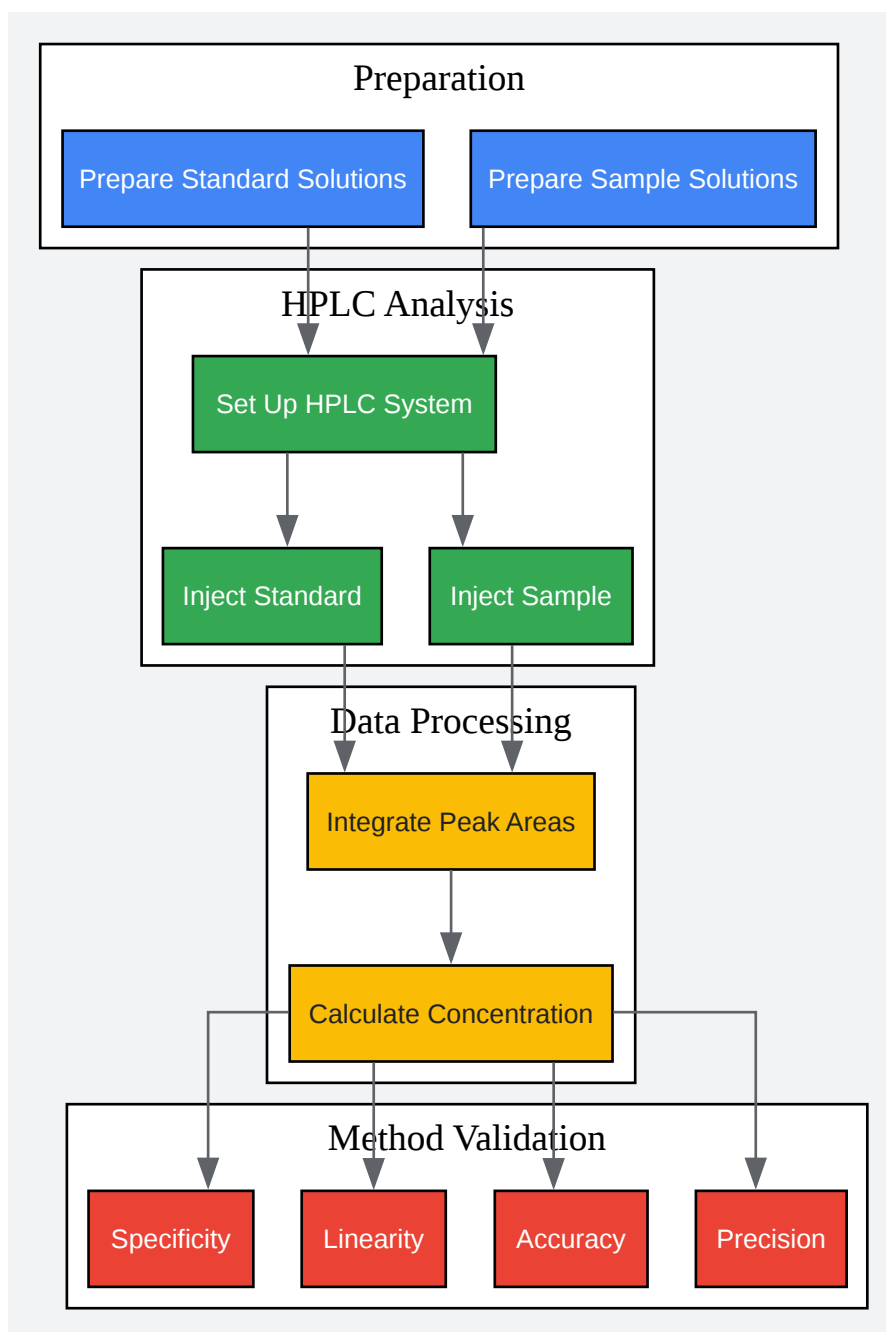 Preparation
Prepare Standard Solutions
Prepare Sample Solutions
HPLC Analysis
Set Up HPLC System
Inject Standard
Inject Sample
Data Processing
Integrate Peak Areas
Calculate Concentration
Method Validation
Specificity
Linearity
Accuracy
Precision